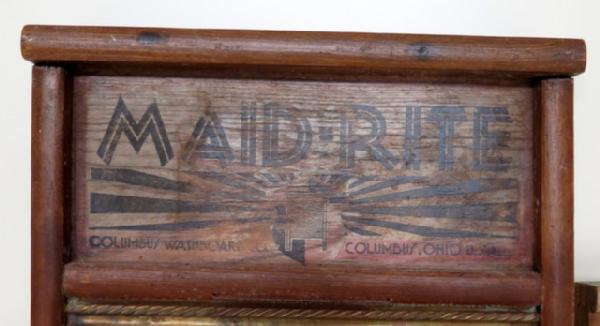 MAID-RITE
COLUMBUS WASHBOARD CO. COLUMBUS, OHIO U.S.A.